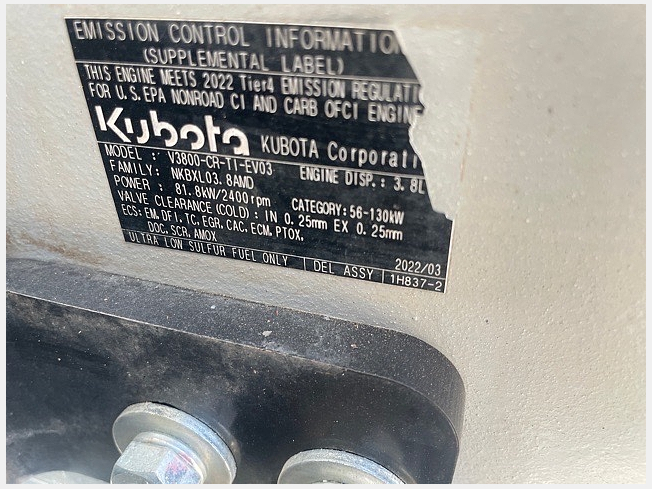 EMISSION CONTROL INFORMATION
(SUPPLEMENTAL LABEL)
THIS ENGINE MEETS 2022 Tier4 EMISSION REGULATI
FOR U.S. EPA NONROAD CI AND CARB OFCI ENGINE
Kubota KUBOTA Corporati
MODEL : V3800-CR-TI-EV03 ENGINE DISP.: 3.8L
FAMILY: NKBXL03.8AMD
POWER : 81.8kW/2400rpm CATEGORY:56-130kW
VALVE CLEARANCE (COLD) : IN 0.25mm EX 0.25mm
ECS: EM, DFI, TC, EGR, CAC, ECM, PTOX,
DOC, SCR, AMOX
2022/03
ULTRA LOW SULFUR FUEL ONLY DEL ASSY 1H837-2